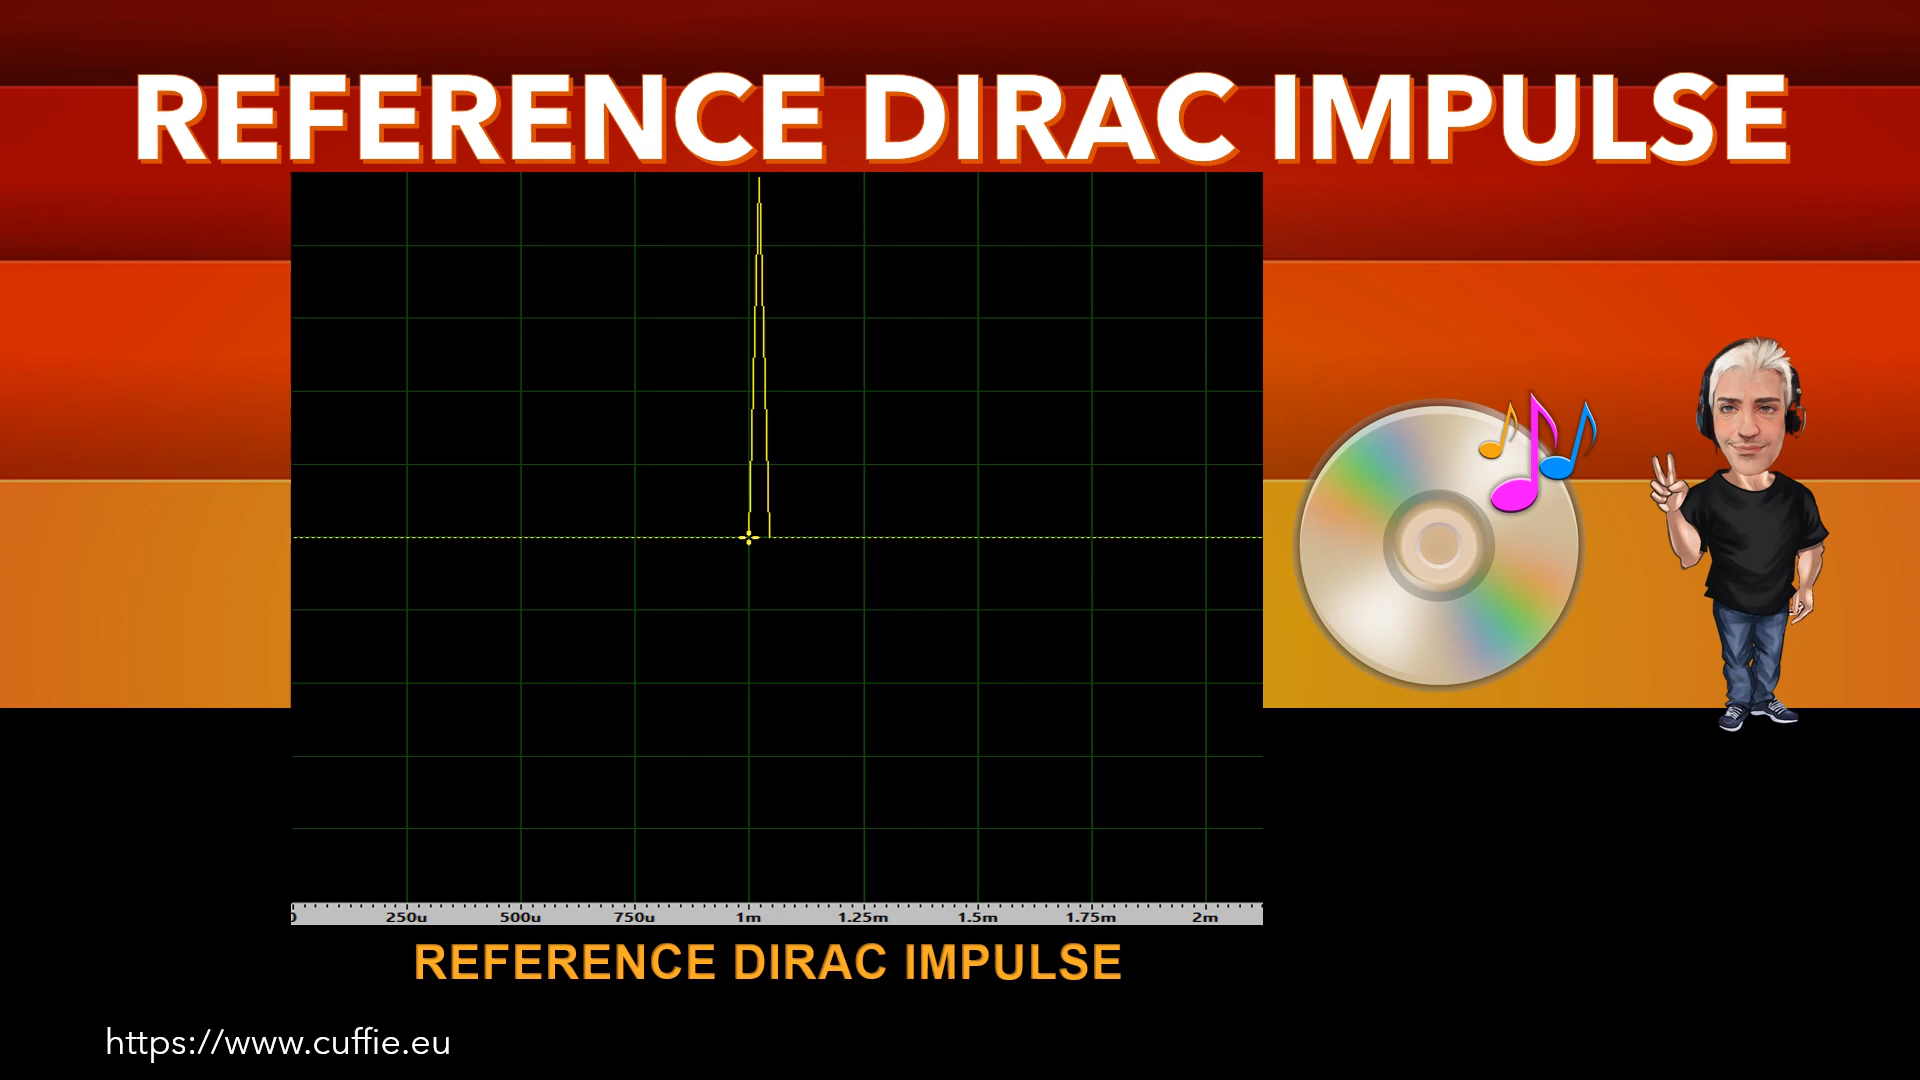 REFERENCE DIRAC IMPULSE
0 250u 500u 750u 1m 1.25m 1.5m 1.75m 2m
REFERENCE DIRAC IMPULSE
https://www.cuffie.eu